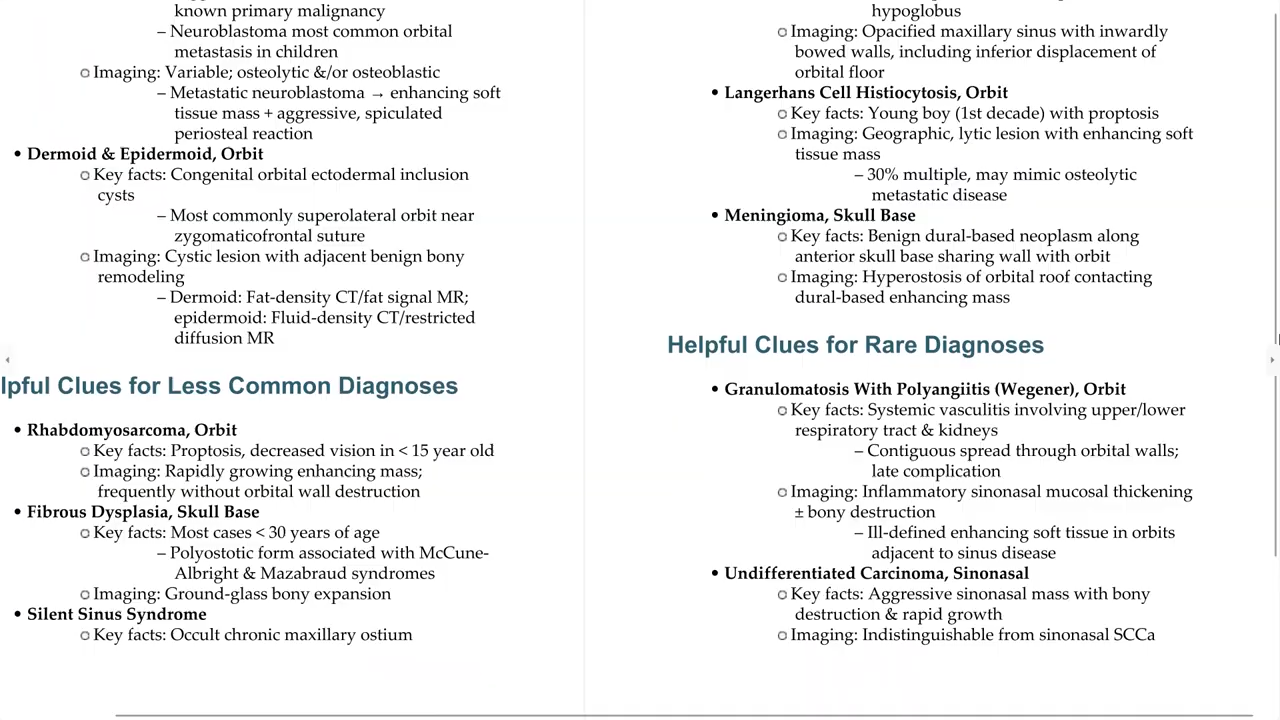 known primary malignancy
– Neuroblastoma most common orbital
metastasis in children
Imaging: Variable; osteolytic &/or osteoblastic
– Metastatic neuroblastoma → enhancing soft
tissue mass + aggressive, spiculated
periosteal reaction
• Dermoid & Epidermoid, Orbit
Key facts: Congenital orbital ectodermal inclusion
cysts
– Most commonly superolateral orbit near
zygomaticofrontal suture
Imaging: Cystic lesion with adjacent benign bony
remodeling
– Dermoid: Fat-density CT/fat signal MR;
epidermoid: Fluid-density CT/restricted
diffusion MR
lpful Clues for Less Common Diagnoses
• Rhabdomyosarcoma, Orbit
Key facts: Proptosis, decreased vision in < 15 year old
Imaging: Rapidly growing enhancing mass;
frequently without orbital wall destruction
• Fibrous Dysplasia, Skull Base
Key facts: Most cases < 30 years of age
– Polyostotic form associated with McCune-
Albright & Mazabraud syndromes
Imaging: Ground-glass bony expansion
• Silent Sinus Syndrome
Key facts: Occult chronic maxillary ostium
hypoglobus
Imaging: Opacified maxillary sinus with inwardly
bowed walls, including inferior displacement of
orbital floor
• Langerhans Cell Histiocytosis, Orbit
Key facts: Young boy (1st decade) with proptosis
Imaging: Geographic, lytic lesion with enhancing soft
tissue mass
– 30% multiple, may mimic osteolytic
metastatic disease
• Meningioma, Skull Base
Key facts: Benign dural-based neoplasm along
anterior skull base sharing wall with orbit
Imaging: Hyperostosis of orbital roof contacting
dural-based enhancing mass
Helpful Clues for Rare Diagnoses
• Granulomatosis With Polyangiitis (Wegener), Orbit
Key facts: Systemic vasculitis involving upper/lower
respiratory tract & kidneys
– Contiguous spread through orbital walls;
late complication
Imaging: Inflammatory sinonasal mucosal thickening
± bony destruction
– Ill-defined enhancing soft tissue in orbits
adjacent to sinus disease
• Undifferentiated Carcinoma, Sinonasal
Key facts: Aggressive sinonasal mass with bony
destruction & rapid growth
Imaging: Indistinguishable from sinonasal SCCa